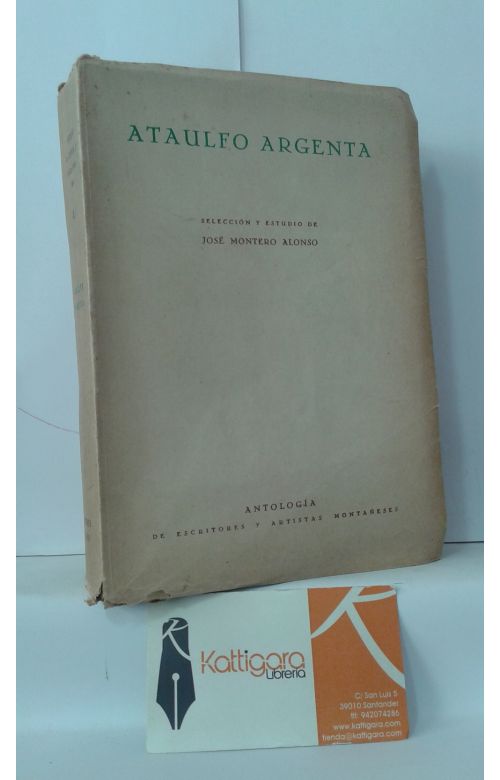 ATAULFO ARGENTA
SELECCIÓN Y ESTUDIO DE
JOSÉ MONTERO ALONSO
ANTOLOGÍA
DE ESCRITORES Y ARTISTAS MONTAÑESES
Kattigara
Librería
C/ San Luis 5
39010 Santander
tlf: 942074286
www.kattigara.com
tienda@kattigara.com